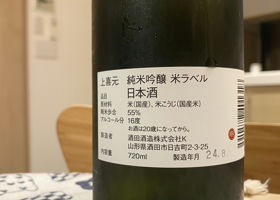 上喜元 純米吟醸 米ラベル
品目 日本酒
原材料 米(国産)、米こうじ(国産米)
精米歩合 55%
アルコール分 16度
お酒は20歳になってから。
製造者 酒田酒造株式会社K
山形県酒田市日吉町2-3-25
内容量 720ml 製造年月 24.8.